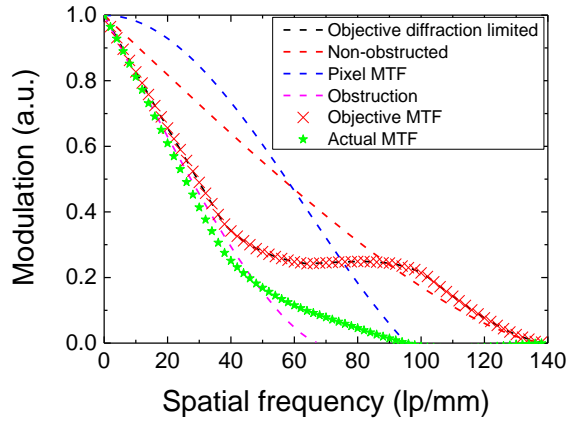 1.0
0.8
0.6
0.4
0.2
0.0
Modulation (a.u.)
Objective diffraction limited
Non-obstructed
Pixel MTF
Obstruction
Objective MTF
Actual MTF
0 20 40 60 80 100 120 140
Spatial frequency (lp/mm)